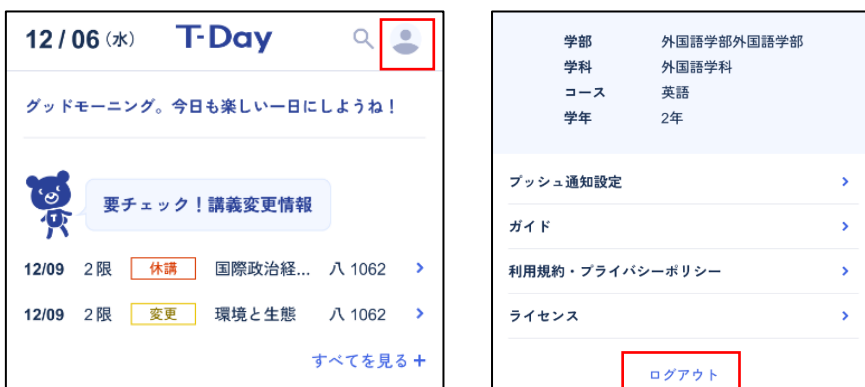 12/06(水) T-Day
グッドモーニング。今日も楽しい一日にしようね！
T
要チェック！講義変更情報
12/09 2限 休講 国際政治経... 八 1062
12/09 2限 変更 環境と生態 八 1062
すべてを見る+
学部 外国語学部外国語学部
学科 外国語学科
コース 英語
学年 2年
プッシュ通知設定
ガイド
利用規約・プライバシーポリシー
ライセンス
ログアウト